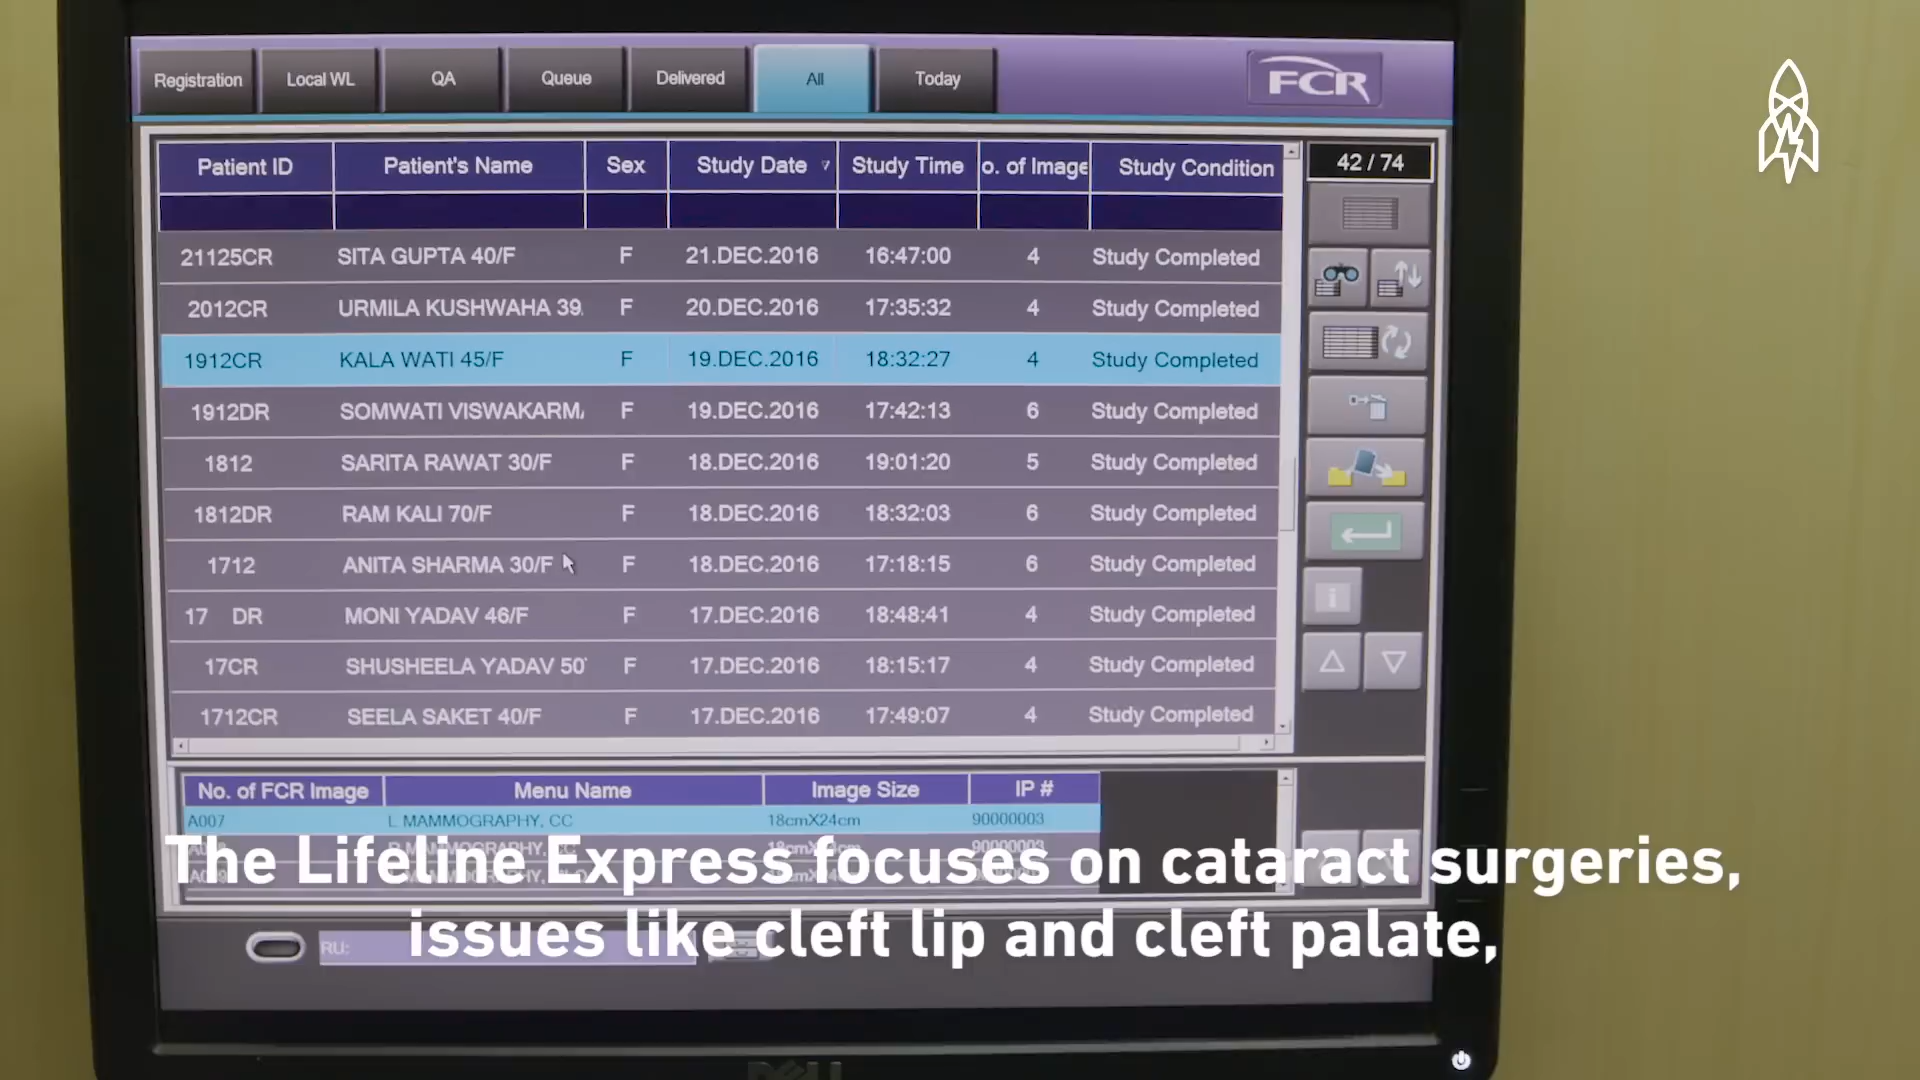 Registration Local WL QA Queue Delivered All Today FCR
Patient ID Patient's Name Sex Study Date Study Time o. of Image Study Condition 42 / 74
21125CR SITA GUPTA 40/F F 21.DEC.2016 16:47:00 4 Study Completed
2012CR URMILA KUSHWAHA 39 F 20.DEC.2016 17:35:32 4 Study Completed
1912CR KALA WATI 45/F F 19.DEC.2016 18:32:27 4 Study Completed
1912DR SOMWATI VISWAKARMA F 19.DEC.2016 17:42:13 6 Study Completed
1812 SARITA RAWAT 30/F F 18.DEC.2016 19:01:20 5 Study Completed
1812DR RAM KALI 70/F F 18.DEC.2016 18:32:03 6 Study Completed
1712 ANITA SHARMA 30/F F 18.DEC.2016 17:18:15 6 Study Completed
17 DR MONI YADAV 46/F F 17.DEC.2016 18:48:41 4 Study Completed
17CR SHUSHEELA YADAV 50 F 17.DEC.2016 18:15:17 4 Study Completed
1712CR SEELA SAKET 40/F F 17.DEC.2016 17:49:07 4 Study Completed
No. of FCR Image Menu Name Image Size IP #
A007 L MAMMOGRAPHY, CC 18cmX24cm 90000003
The Lifeline Express focuses on cataract surgeries,
issues like cleft lip and cleft palate,
RU:
DELL